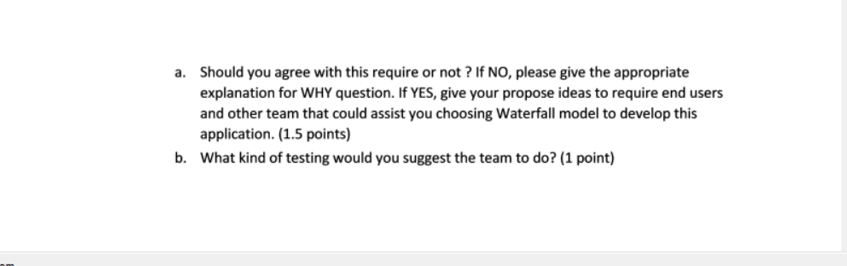 a. Should you agree with this require or not ? If NO, please give the appropriate
explanation for WHY question. If YES, give your propose ideas to require end users
and other team that could assist you choosing Waterfall model to develop this
application. (1.5 points)
b. What kind of testing would you suggest the team to do? (1 point)